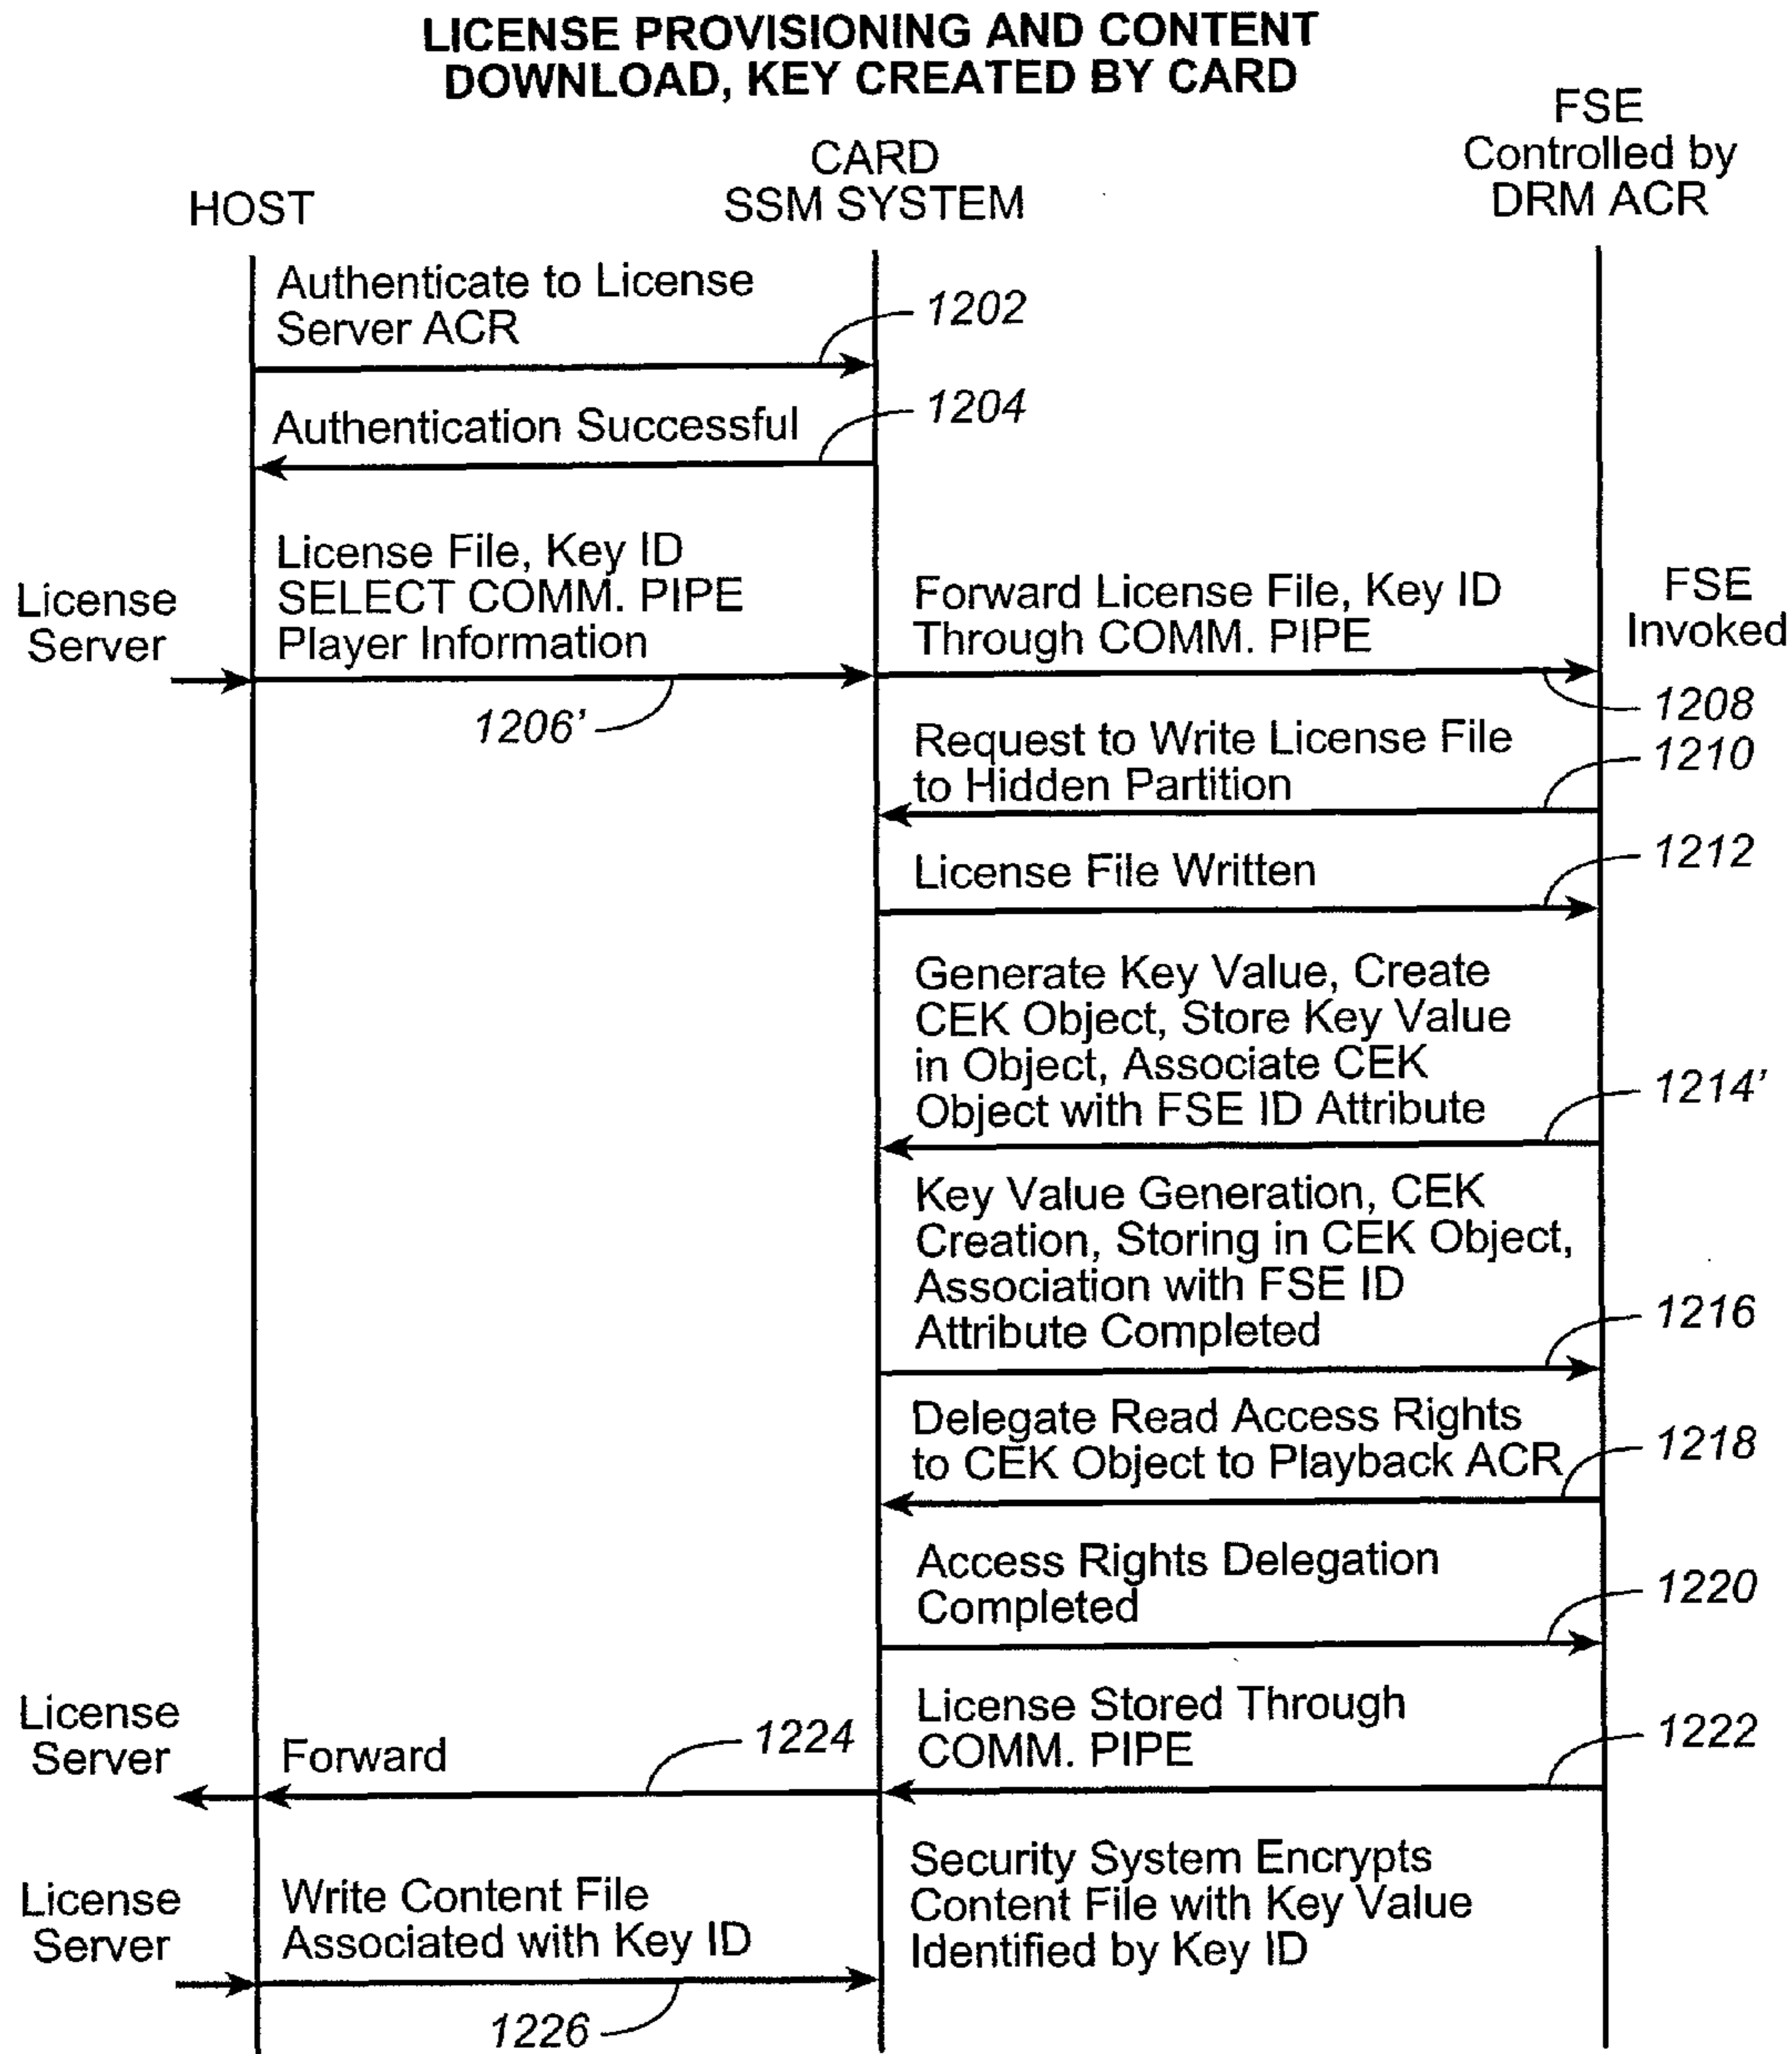 LICENSE PROVISIONING AND CONTENT
DOWNLOAD, KEY CREATED BY CARD
HOST
CARD
SSM SYSTEM
FSE
Controlled by
DRM ACR
Authenticate to License
Server ACR
1202
Authentication Successful
1204
License
Server
License File, Key ID
SELECT COMM. PIPE
Player Information
1206’
Forward License File, Key ID
Through COMM. PIPE
FSE
Invoked
1208
Request to Write License File
to Hidden Partition
1210
License File Written
1212
Generate Key Value, Create
CEK Object, Store Key Value
in Object, Associate CEK
Object with FSE ID Attribute
1214’
Key Value Generation, CEK
Creation, Storing in CEK Object,
Association with FSE ID
Attribute Completed
1216
Delegate Read Access Rights
to CEK Object to Playback ACR
1218
Access Rights Delegation
Completed
1220
License Stored Through
COMM. PIPE
1222
License
Server
Forward
1224
License
Server
Write Content File
Associated with Key ID
1226
Security System Encrypts
Content File with Key Value
Identified by Key ID